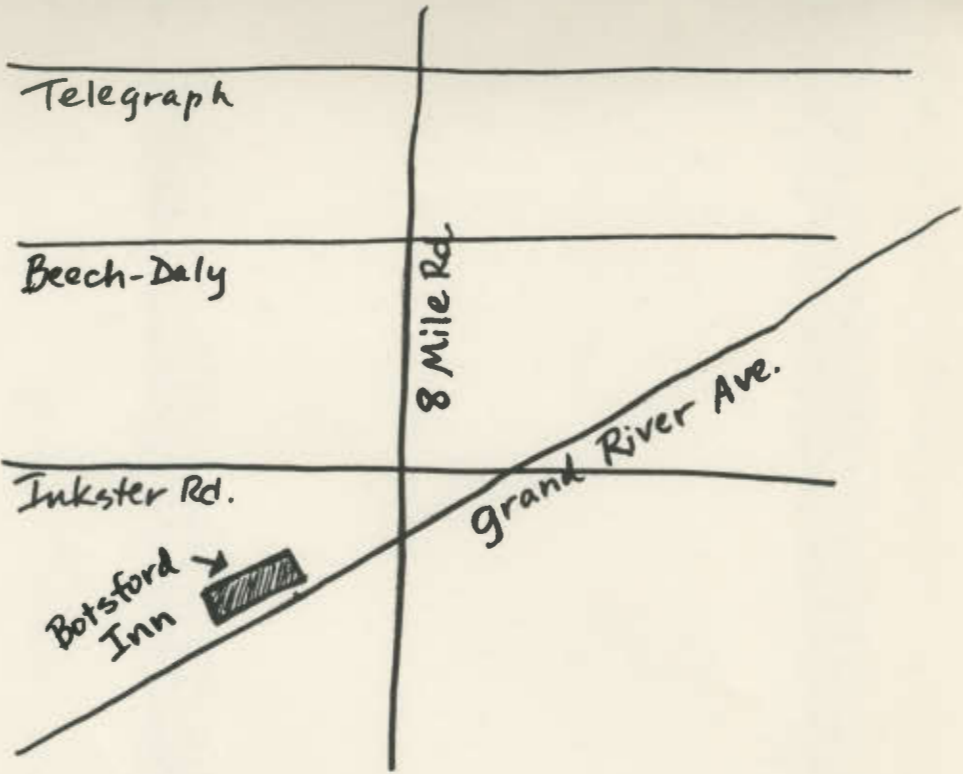 Telegraph
Beech-Daly
8 Mile Rd
Grand River Ave.
Inkster Rd.
Botsford
Inn